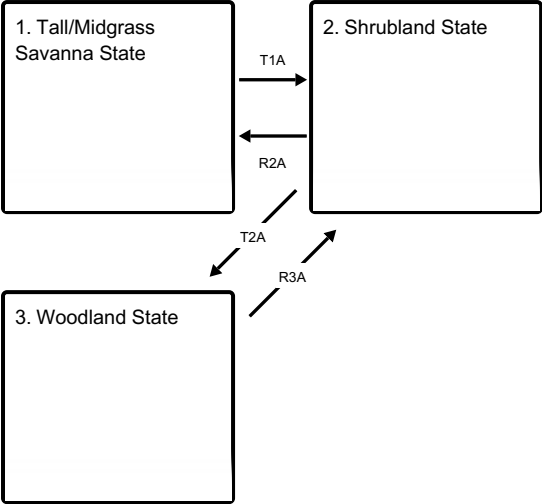 1. Tall/Midgrass
Savanna State
2. Shrubland State
T1A
R2A
T2A
R3A
3. Woodland State